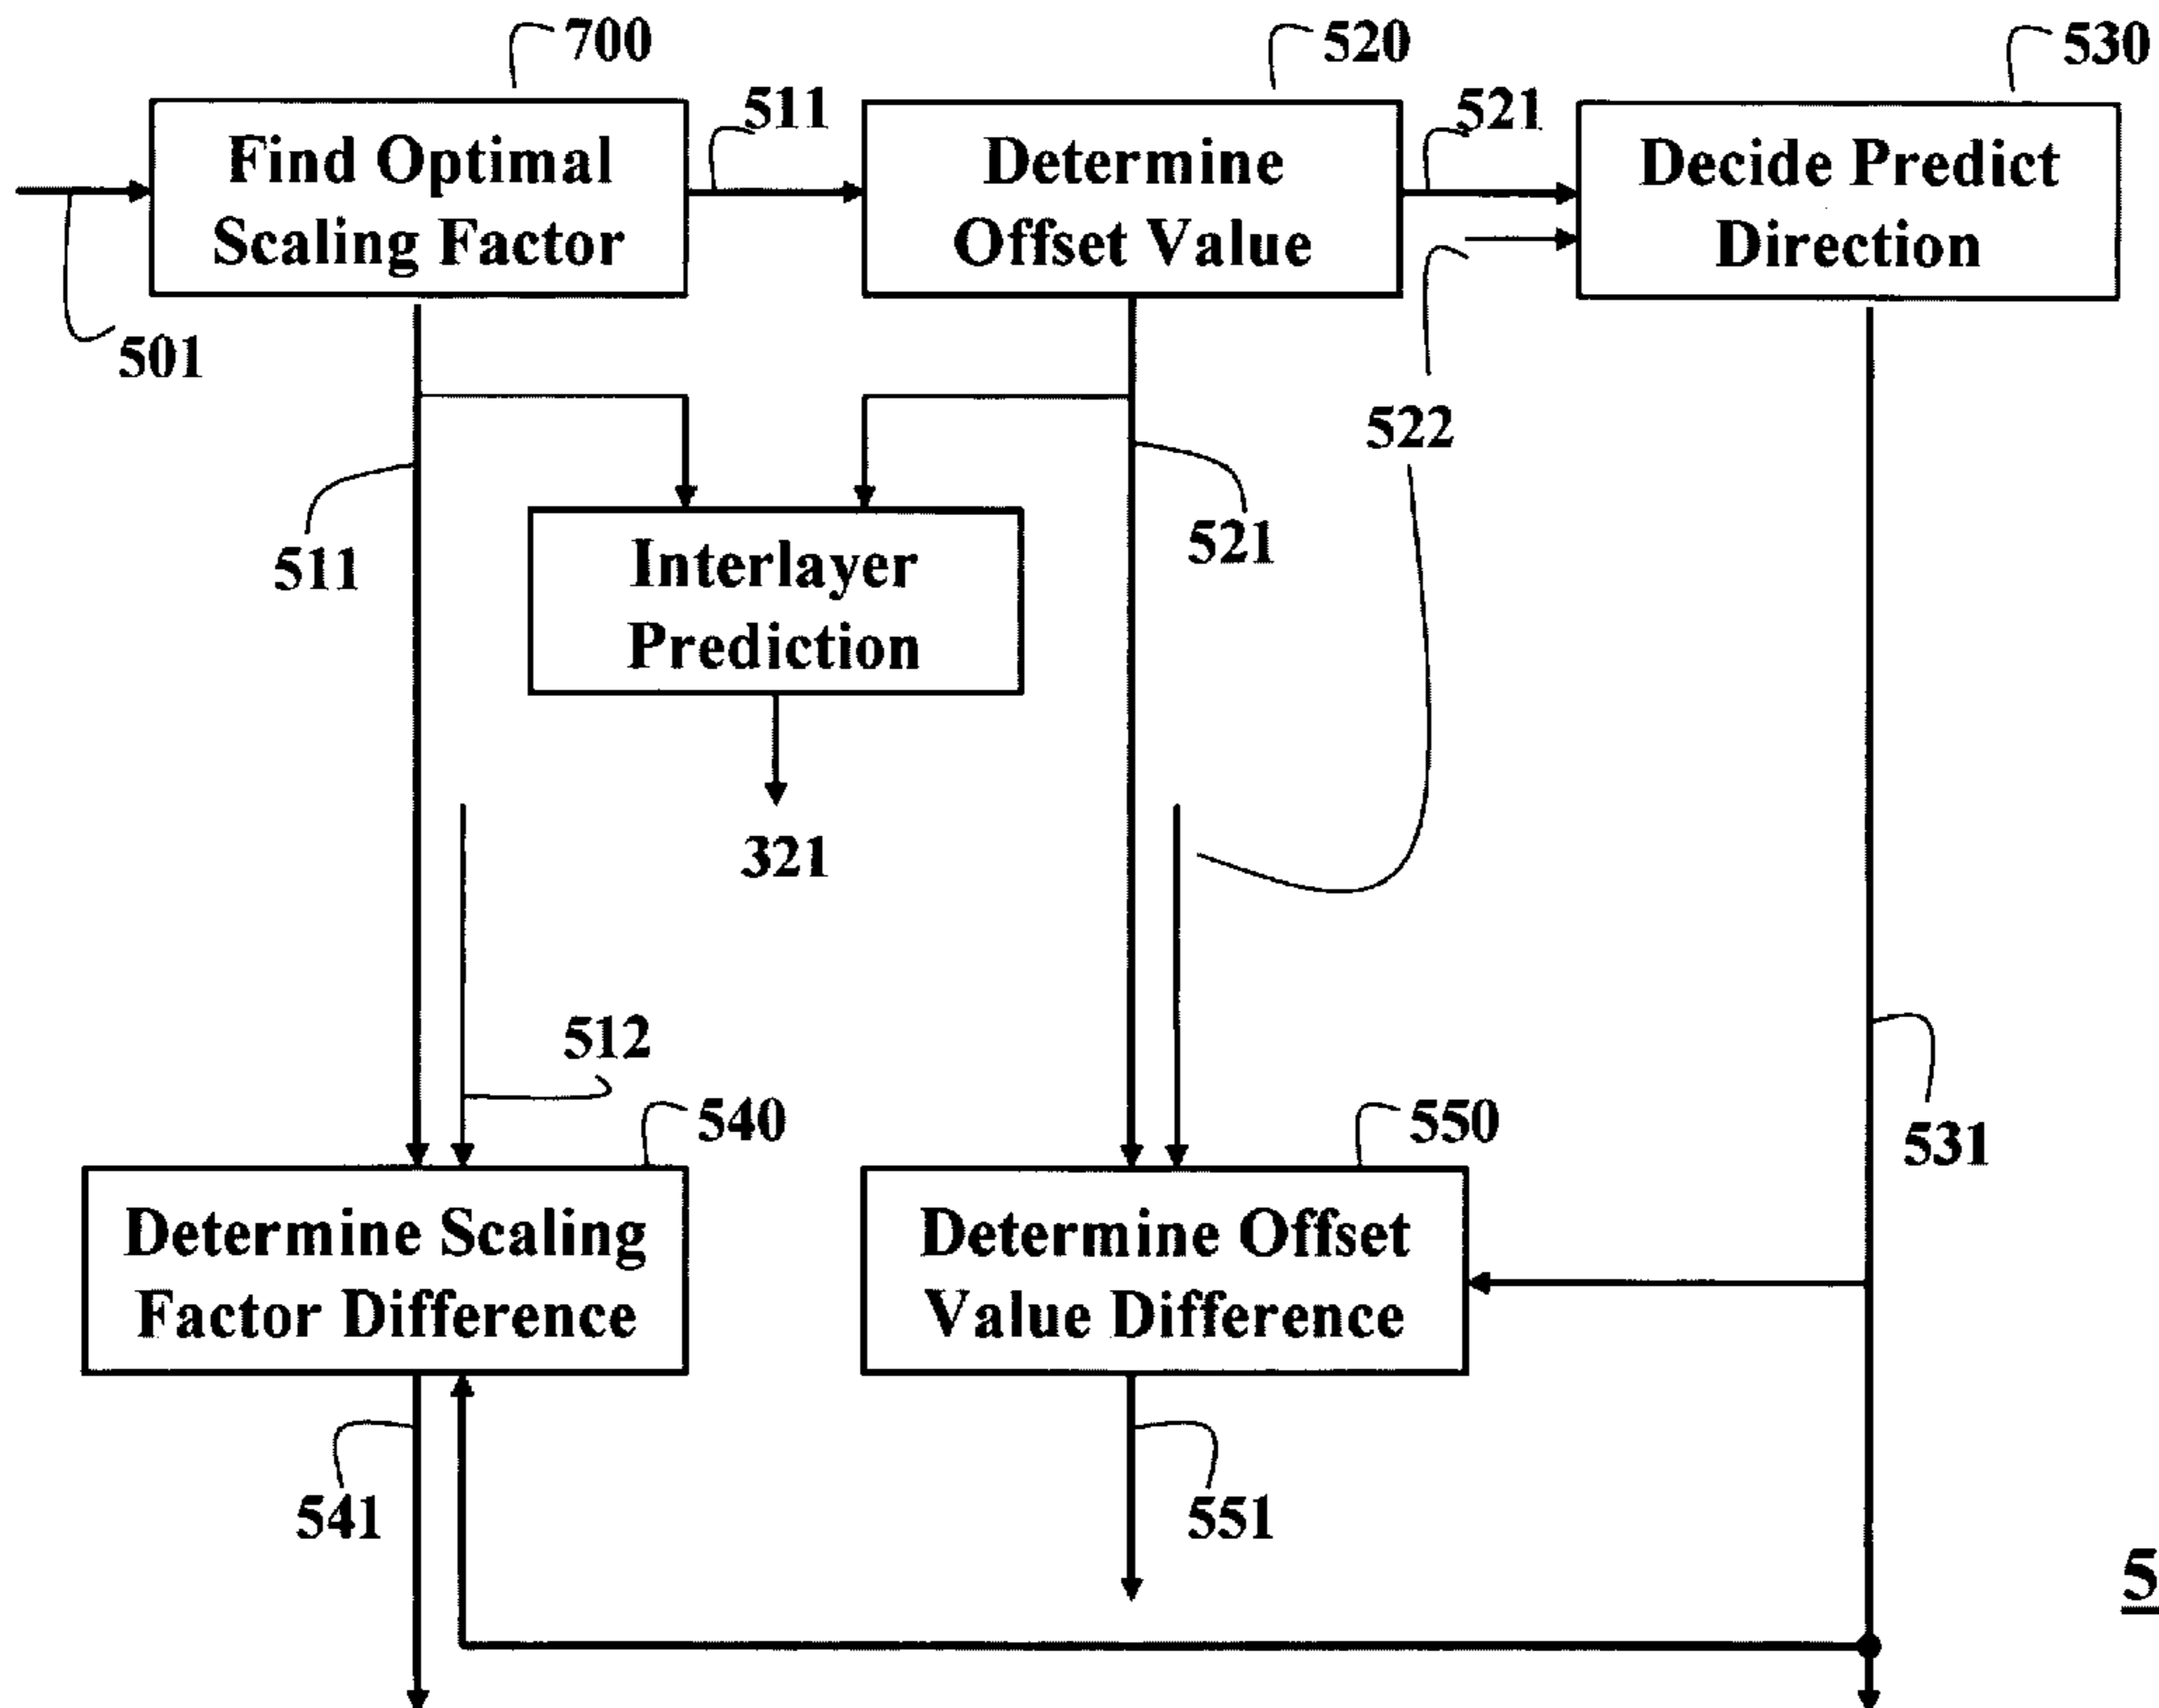 700
520
530
511
521
Find Optimal
Scaling Factor
Determine
Offset Value
Decide Predict
Direction
501
522
511
521
Interlayer
Prediction
321
512
540
550
531
Determine Scaling
Factor Difference
Determine Offset
Value Difference
541
551
5